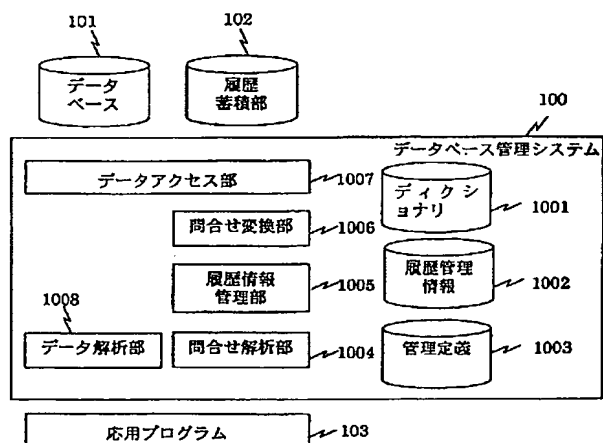 101
102
データ
ベース
履歴
蓄積部
100
データベース管理システム
データアクセス部
1007
ディクシ
ョナリ
1001
問合せ変換部
1006
履歴情報
管理部
1005
履歴管理
情報
1002
1008
データ解析部
問合せ解析部
1004
管理定義
1003
応用プログラム
103